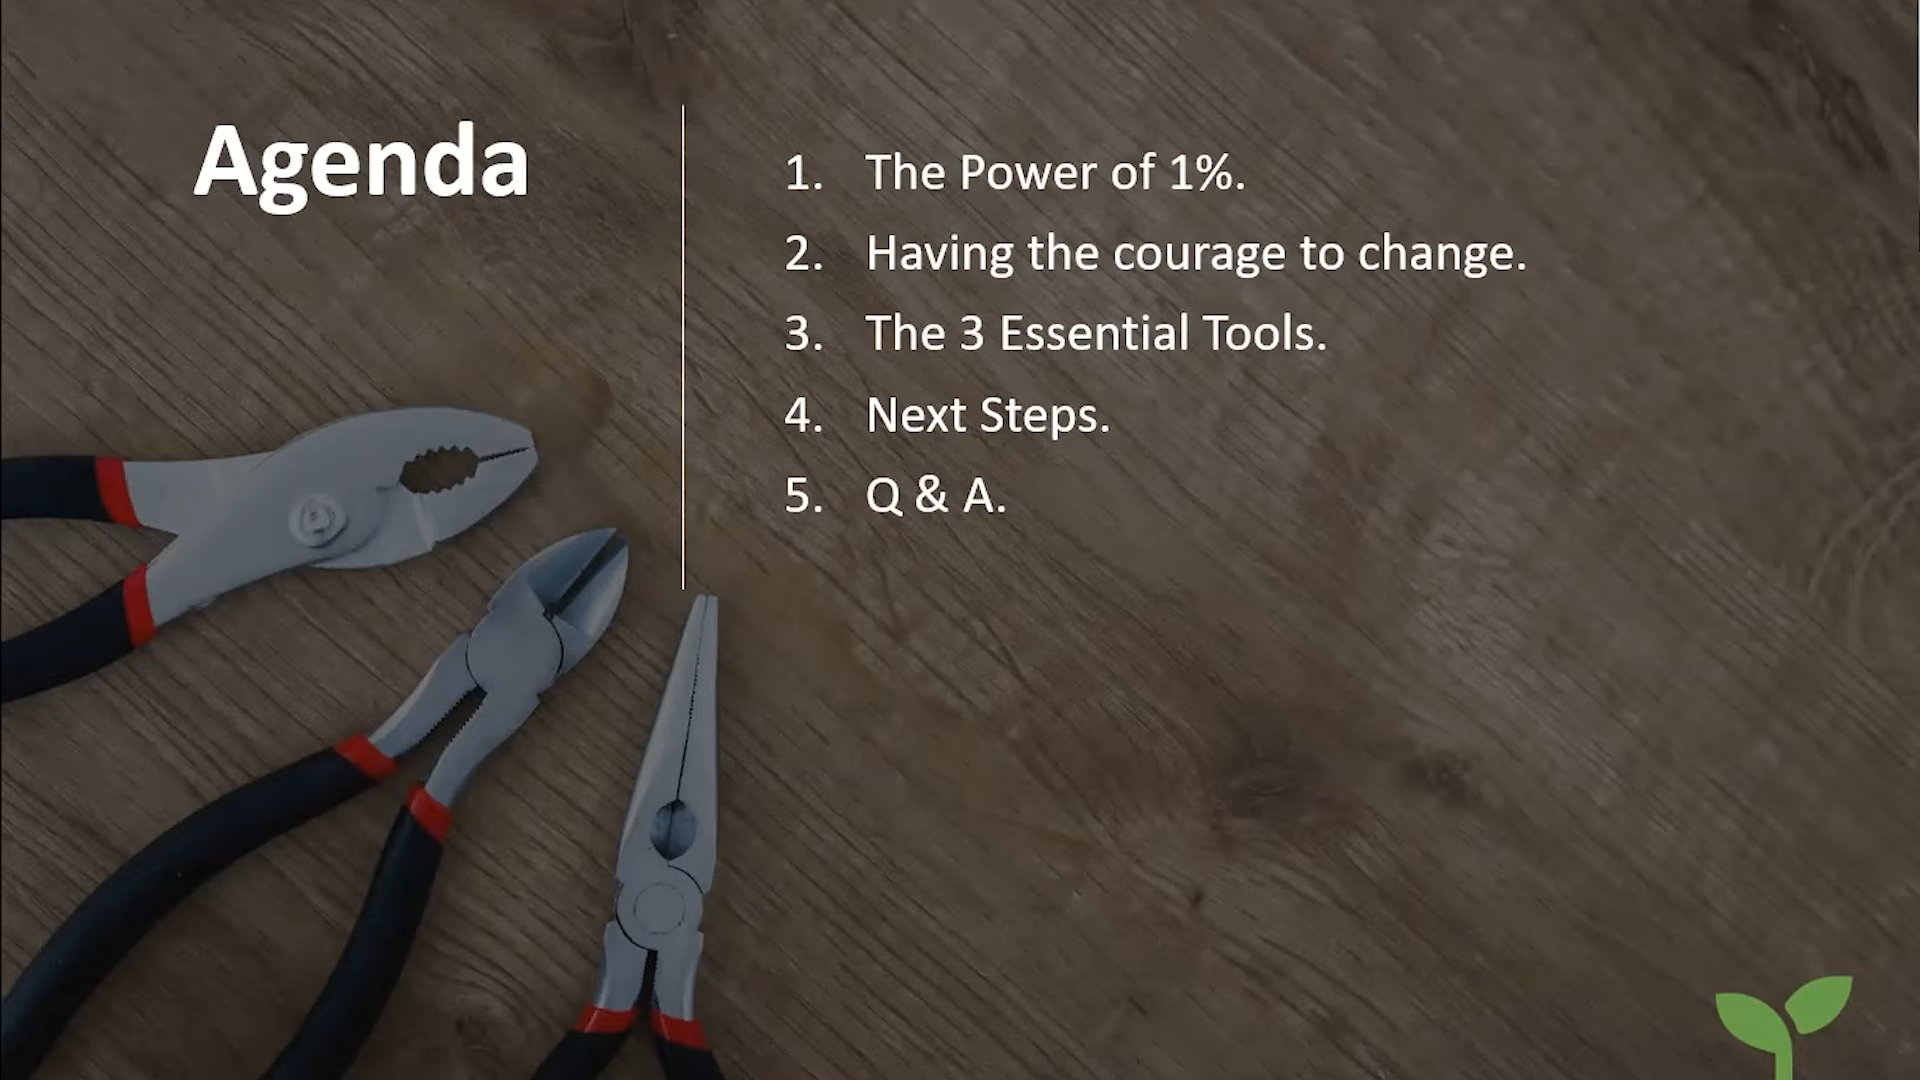 Agenda
1. The Power of 1%.
2. Having the courage to change.
3. The 3 Essential Tools.
4. Next Steps.
5. Q & A.